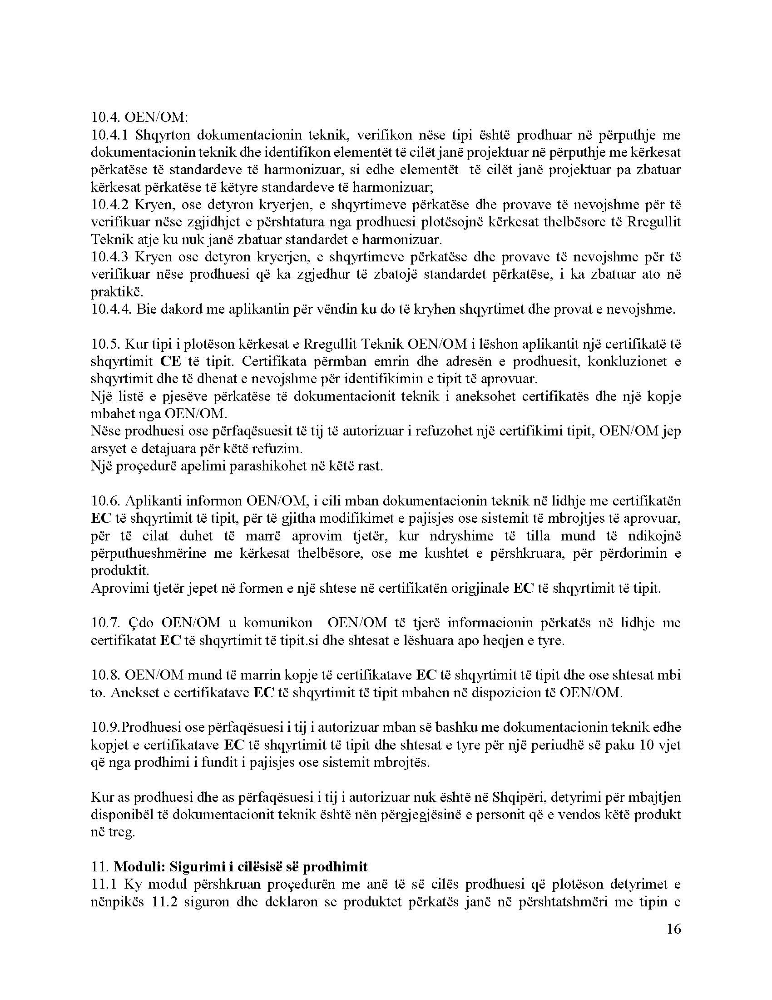 10.4. OEN/OM:
10.4.1 Shqyrton dokumentacionin teknik, verifikon nëse tipi është prodhuar në përputhje me
dokumentacionin teknik dhe identifikon elementët të cilët janë projektuar në përputhje me kërkesat
përkatëse të standardeve të harmonizuar, si edhe elementët të cilët janë projektuar pa zbatuar
kërkesat përkatëse të këtyre standardeve të harmonizuar;
10.4.2 Kryen, ose detyron kryerjen, e shqyrtimeve përkatëse dhe provave të nevojshme për të
verifikuar nëse zgjidhjet e përshtatura nga prodhuesi plotësojnë kërkesat thelbësore të Rregullit
Teknik atje ku nuk janë zbatuar standardet e harmonizuar.
10.4.3 Kryen ose detyron kryerjen, e shqyrtimeve përkatëse dhe provave të nevojshme për të
verifikuar nëse prodhuesi që ka zgjedhur të zbatojë standardet përkatëse, i ka zbatuar ato në
praktikë.
10.4.4. Bie dakord me aplikantin për vëndin ku do të kryhen shqyrtimet dhe provat e nevojshme.
10.5. Kur tipi i plotëson kërkesat e Rregullit Teknik OEN/OM i lëshon aplikantit një certifikatë të
shqyrtimit CE të tipit. Certifikata përmban emrin dhe adresën e prodhuesit, konkluzionet e
shqyrtimit dhe të dhenat e nevojshme për identifikimin e tipit të aprovuar.
Një listë e pjesëve përkatëse të dokumentacionit teknik i aneksohet certifikatës dhe një kopje
mbahet nga OEN/OM.
Nëse prodhuesi ose përfaqësuesit të tij të autorizuar i refuzohet një certifikimi tipit, OEN/OM jep
arsyet e detajuara për këtë refuzim.
Një proçedurë apelimi parashikohet në këtë rast.
10.6. Aplikanti informon OEN/OM, i cili mban dokumentacionin teknik në lidhje me certifikatën
EC të shqyrtimit të tipit, për të gjitha modifikimet e pajisjes ose sistemit të mbrojtjes të aprovuar,
për të cilat duhet të marrë aprovim tjetër, kur ndryshime të tilla mund të ndikojnë
përputhueshmërine me kërkesat thelbësore, ose me kushtet e përshkruara, për përdorimin e
produktit.
Aprovimi tjetër jepet në formen e një shtese në certifikatën origjinale EC të shqyrtimit të tipit.
10.7. Çdo OEN/OM u komunikon OEN/OM të tjerë informacionin përkatës në lidhje me
certifikatat EC të shqyrtimit të tipit.si dhe shtesat e lëshuara apo heqjen e tyre.
10.8. OEN/OM mund të marrin kopje të certifikatave EC të shqyrtimit të tipit dhe ose shtesat mbi
to. Anekset e certifikatave EC të shqyrtimit të tipit mbahen në dispozicion të OEN/OM.
10.9.Prodhuesi ose përfaqësuesi i tij i autorizuar mban së bashku me dokumentacionin teknik edhe
kopjet e certifikatave EC të shqyrtimit të tipit dhe shtesat e tyre për një periudhë së paku 10 vjet
që nga prodhimi i fundit i pajisjes ose sistemit mbrojtës.
Kur as prodhuesi dhe as përfaqësuesi i tij i autorizuar nuk është në Shqipëri, detyrimi për mbajtjen
disponibël të dokumentacionit teknik është nën përgjegjësinë e personit që e vendos këtë produkt
në treg.
11. Moduli: Sigurimi i cilësisë së prodhimit
11.1 Ky modul përshkruan proçedurën me anë të së cilës prodhuesi që plotëson detyrimet e
nënpikës 11.2 siguron dhe deklaron se produktet përkatës janë në përshtatshmëri me tipin e
16